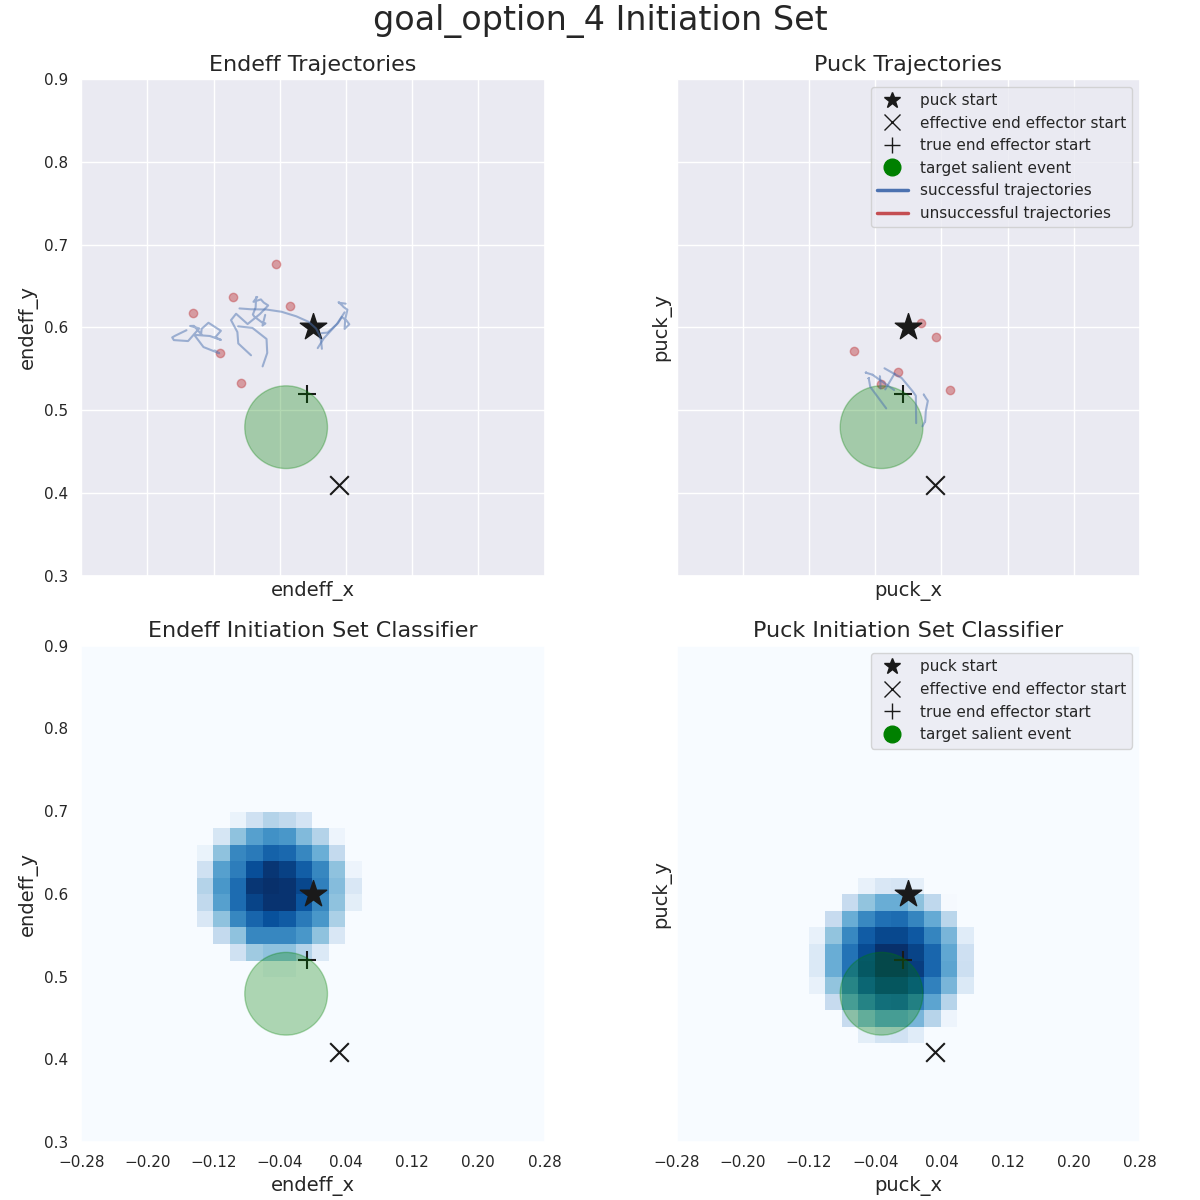 goal_option_4 Initiation Set
Endeff Trajectories
Puck Trajectories
0.9
0.8
0.7
0.6
0.5
0.4
0.3
endeff_y
endeff_x
puck_y
puck_x
puck start
effective end effector start
true end effector start
target salient event
successful trajectories
unsuccessful trajectories
Endeff Initiation Set Classifier
Puck Initiation Set Classifier
0.9
0.8
0.7
0.6
0.5
0.4
0.3
endeff_y
−0.28 −0.20 −0.12 −0.04 0.04 0.12 0.20 0.28
endeff_x
puck_y
puck start
effective end effector start
true end effector start
target salient event
−0.28 −0.20 −0.12 −0.04 0.04 0.12 0.20 0.28
puck_x